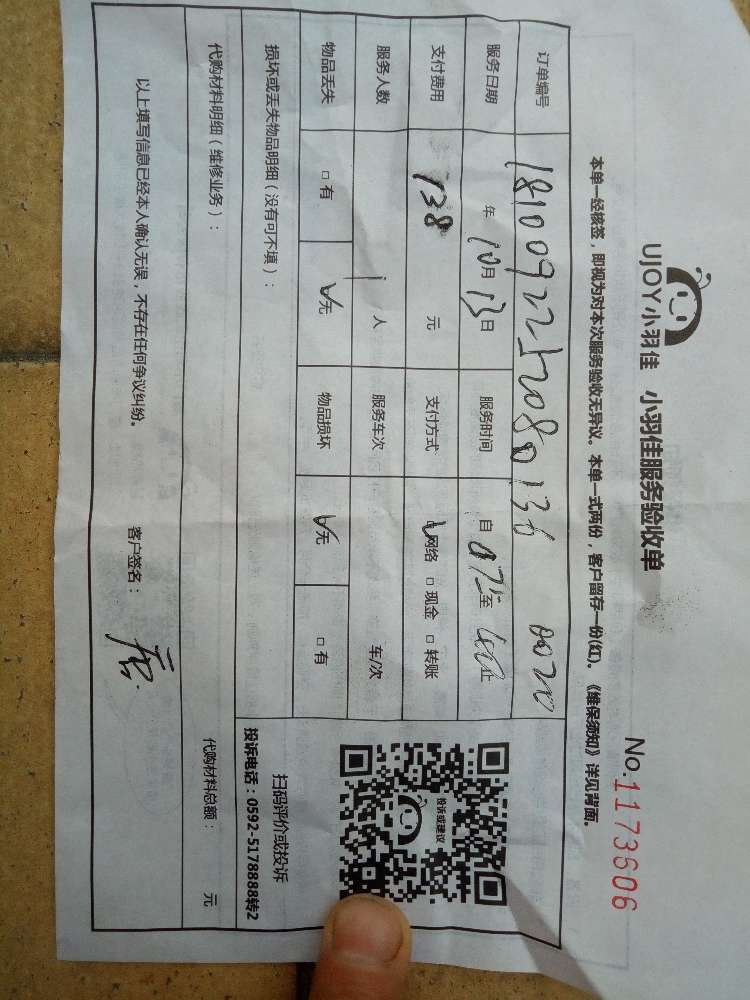 UJOY小羽佳 小羽佳服务验收单
No.1173606
本单一经核签，即视为对本次服务验收无异议。本单一式两份，客户留存一份(红)。《维保须知》详见背面。
订单编号
服务日期 年 10月13日 服务时间 自 至 止
支付费用 138 元 支付方式 ☑网络 □现金 □转账
服务人数 1 人 服务车次 车/次
物品丢失 □有 ☑无 物品损坏 ☑无 □有
损坏或丢失物品明细（没有可不填）：
投诉或建议
扫码评价或投诉
投诉电话：0592-5178888转2
代购材料明细（维修业务）： 代购材料总额： 元
以上填写信息已经本人确认无误，不存在任何争议纠纷。 客户签名：